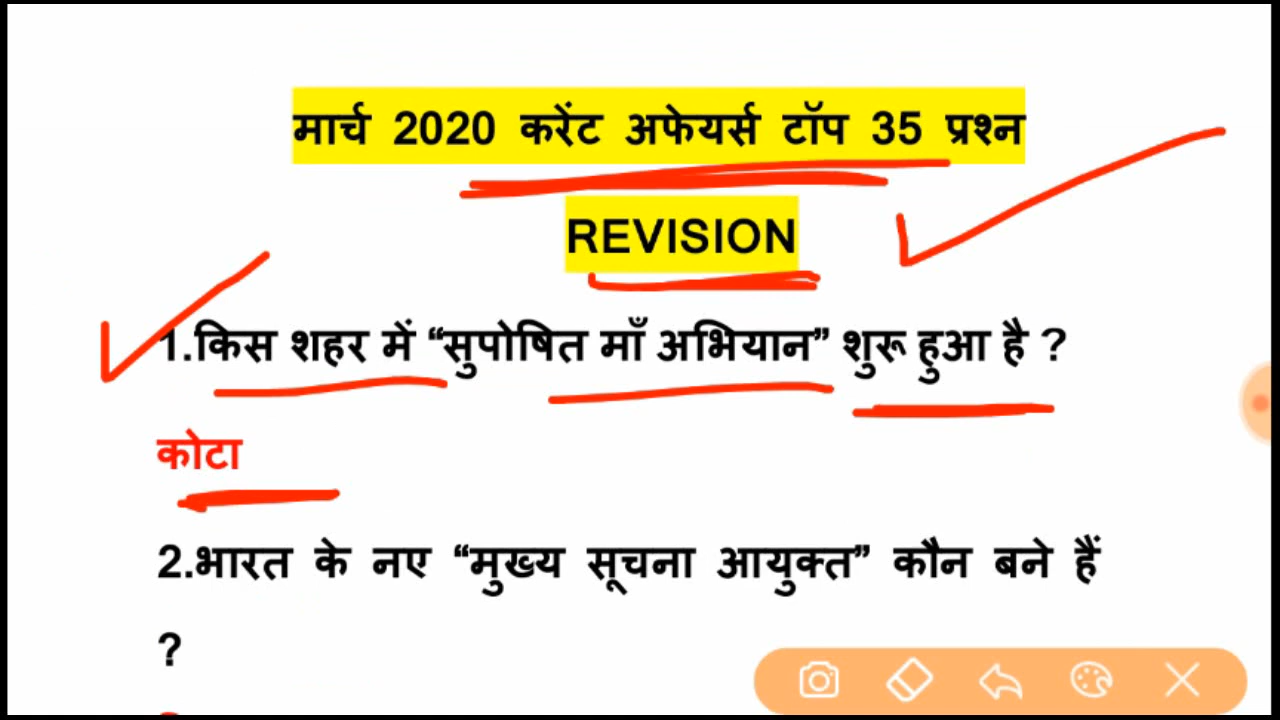 मार्च 2020 करेंट अफेयर्स टॉप 35 प्रश्न
REVISION
1.किस शहर में “सुपोषित माँ अभियान” शुरू हुआ है ?
कोटा
2.भारत के नए “मुख्य सूचना आयुक्त” कौन बने हैं
?